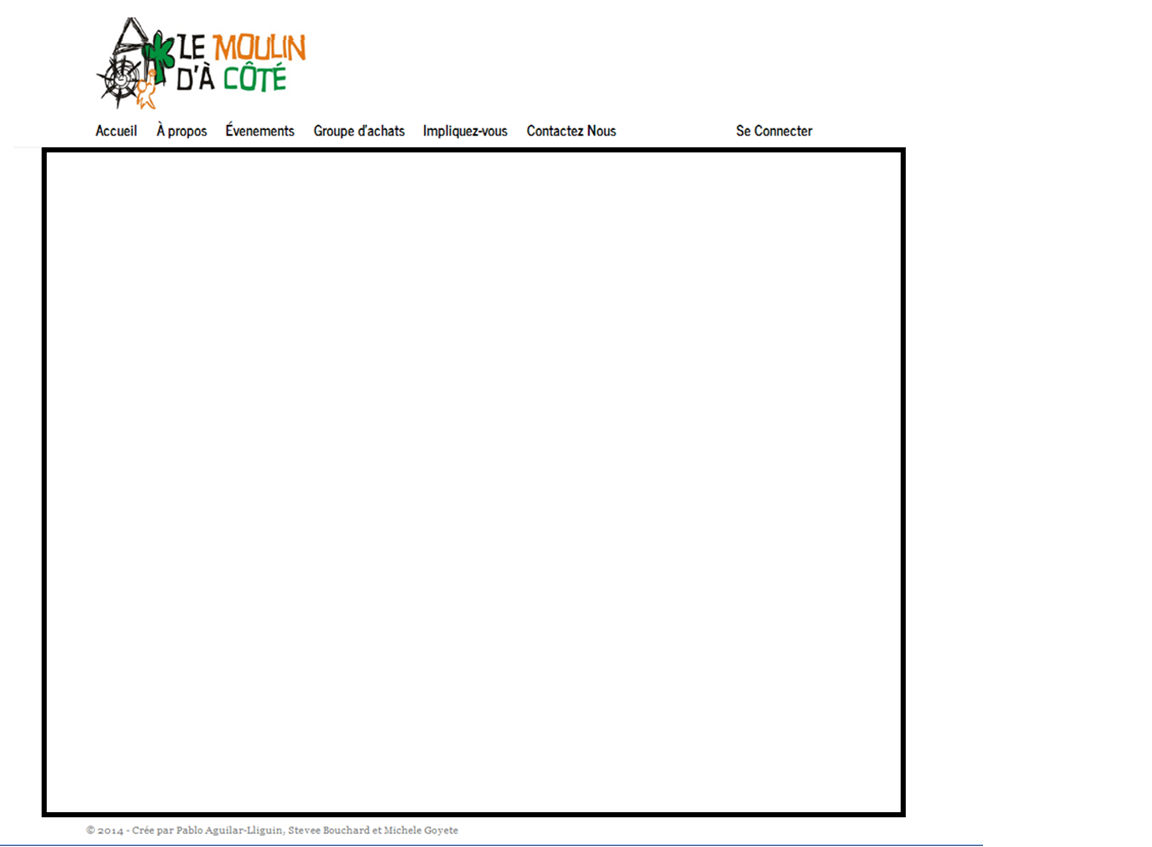 LE MOULIN
D'À CÔTÉ
Accueil À propos Évenements Groupe d'achats Impliquez-vous Contactez Nous Se Connecter
© 2014 - Crée par Pablo Aguilar-Lliguin, Stevee Bouchard et Michele Goyete